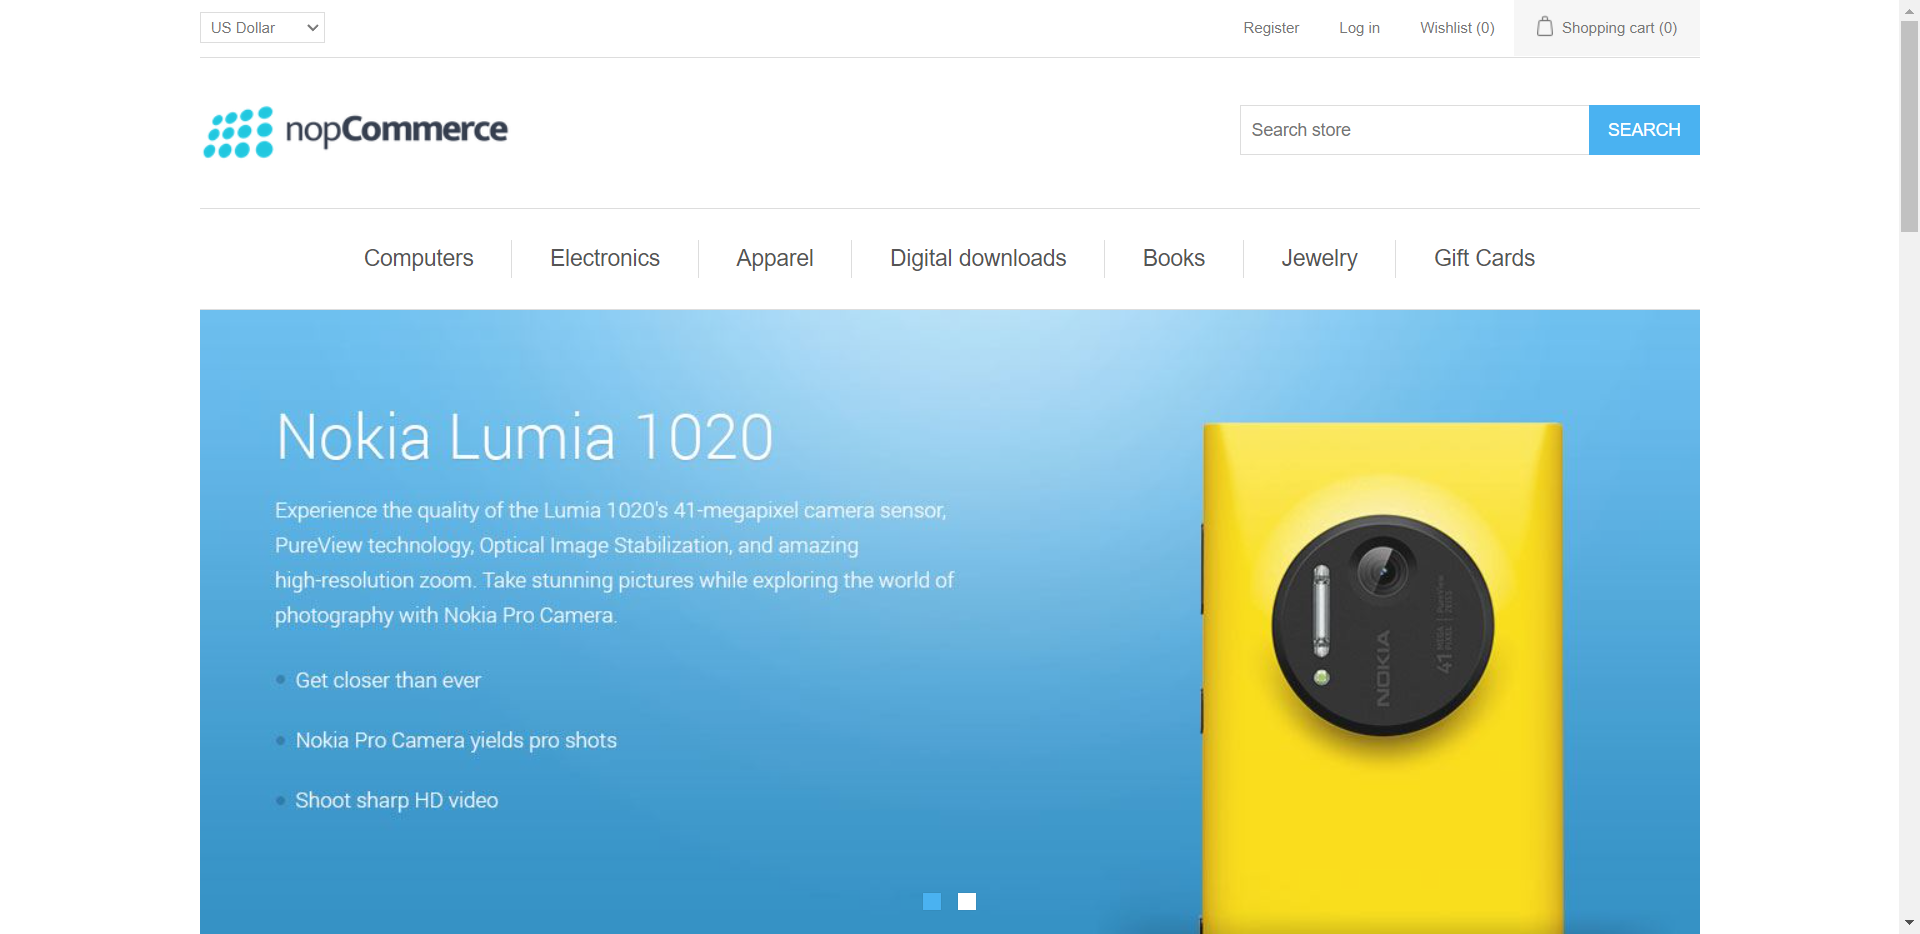 US Dollar
Register
Log in
Wishlist (0)
Shopping cart (0)
nopCommerce
Search store
SEARCH
Computers
Electronics
Apparel
Digital downloads
Books
Jewelry
Gift Cards
Nokia Lumia 1020
Experience the quality of the Lumia 1020's 41-megapixel camera sensor,
PureView technology, Optical Image Stabilization, and amazing
high-resolution zoom. Take stunning pictures while exploring the world of
photography with Nokia Pro Camera.
Get closer than ever
Nokia Pro Camera yields pro shots
Shoot sharp HD video
NOKIA
41 MEGA PIXEL | PureView ZEISS